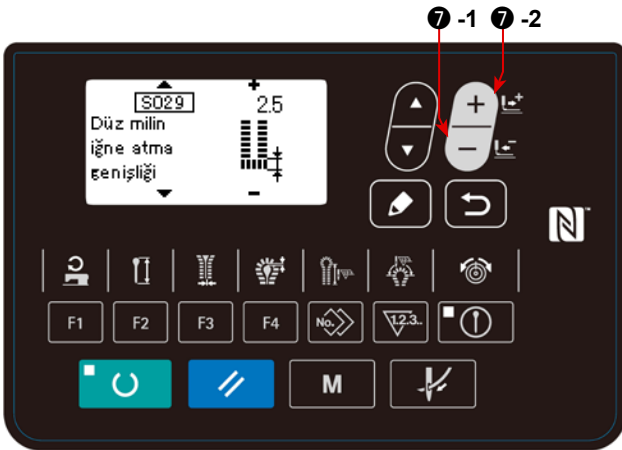 ❼ -1 ❼ -2
S029 2.5
Düz milin
iğne atma
genişliği
+
−
No.
1.2.3..
F1 F2 F3 F4
N
M